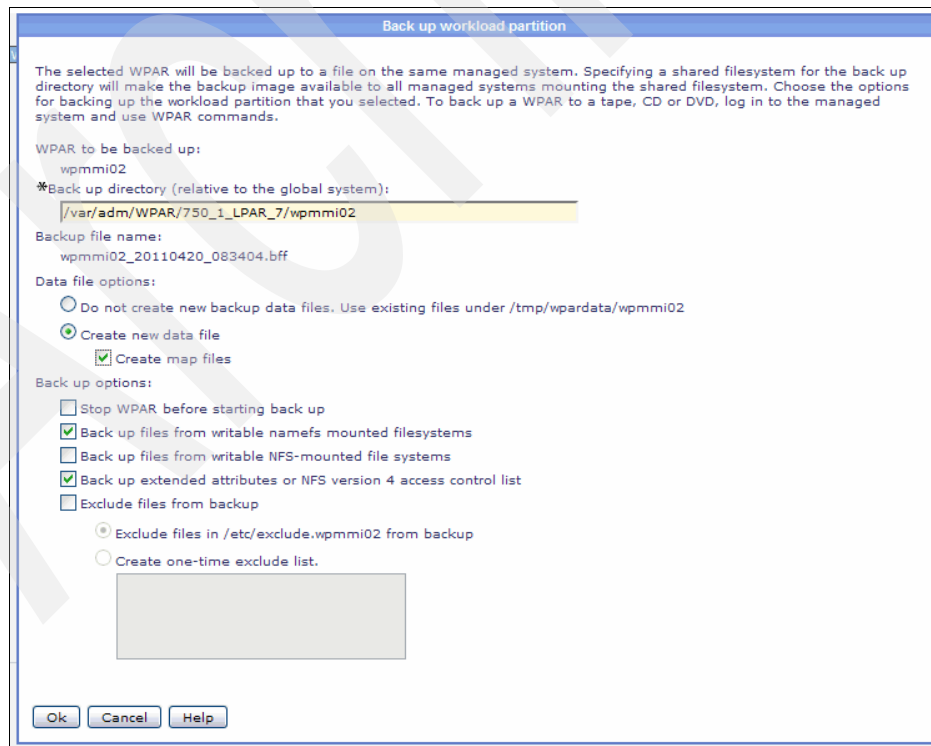 Back up workload partition
The selected WPAR will be backed up to a file on the same managed system. Specifying a shared filesystem for the back up
directory will make the backup image available to all managed systems mounting the shared filesystem. Choose the options
for backing up the workload partition that you selected. To back up a WPAR to a tape, CD or DVD, log in to the managed
system and use WPAR commands.
WPAR to be backed up:
wpmmi02
*Back up directory (relative to the global system):
/var/adm/WPAR/750_1_LPAR_7/wpmmi02
Backup file name:
wpmmi02_20110420_083404.bff
Data file options:
Do not create new backup data files. Use existing files under /tmp/wpardata/wpmmi02
Create new data file
Create map files
Back up options:
Stop WPAR before starting back up
Back up files from writable namefs mounted filesystems
Back up files from writable NFS-mounted file systems
Back up extended attributes or NFS version 4 access control list
Exclude files from backup
Exclude files in /etc/exclude.wpmmi02 from backup
Create one-time exclude list.
Ok Cancel Help